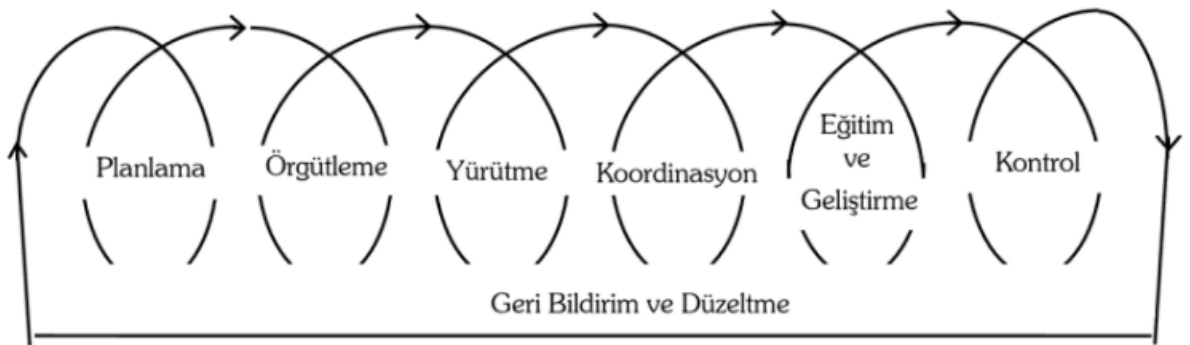 Planlama
Örgütleme
Yürütme
Koordinasyon
Eğitim
ve
Geliştirme
Kontrol
Geri Bildirim ve Düzeltme